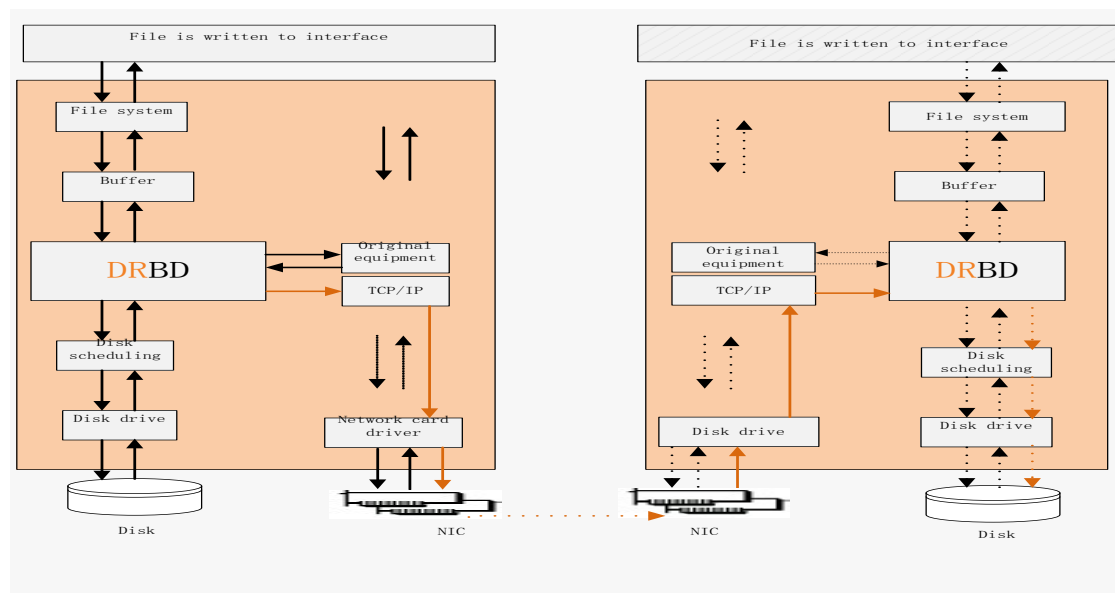 File is written to interface
File system
Buffer
DRBD
Original
equipment
TCP/IP
Disk
scheduling
Disk drive
Network card
driver
Disk
NIC
File is written to interface
File system
Buffer
Original
equipment
TCP/IP
DRBD
Disk
scheduling
Disk drive
Disk drive
NIC
Disk